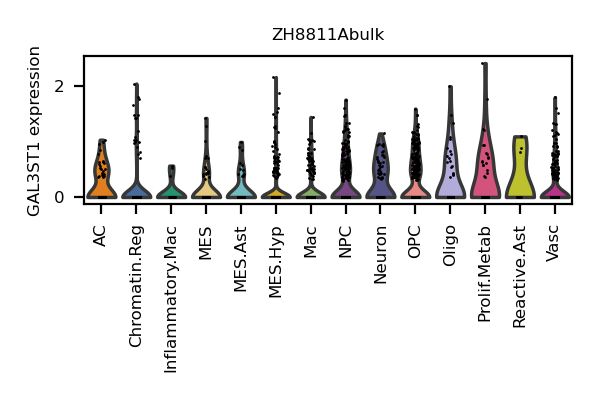 ZH8811Abulk
GAL3ST1 expression
2
0
AC
Chromatin.Reg
Inflammatory.Mac
MES
MES.Ast
MES.Hyp
Mac
NPC
Neuron
OPC
Oligo
Prolif.Metab
Reactive.Ast
Vasc